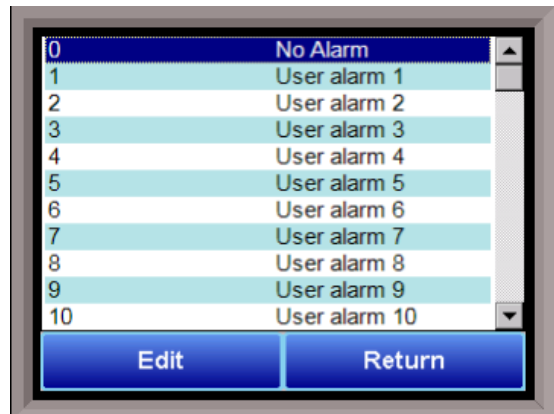 0 No Alarm
1 User alarm 1
2 User alarm 2
3 User alarm 3
4 User alarm 4
5 User alarm 5
6 User alarm 6
7 User alarm 7
8 User alarm 8
9 User alarm 9
10 User alarm 10
Edit Return